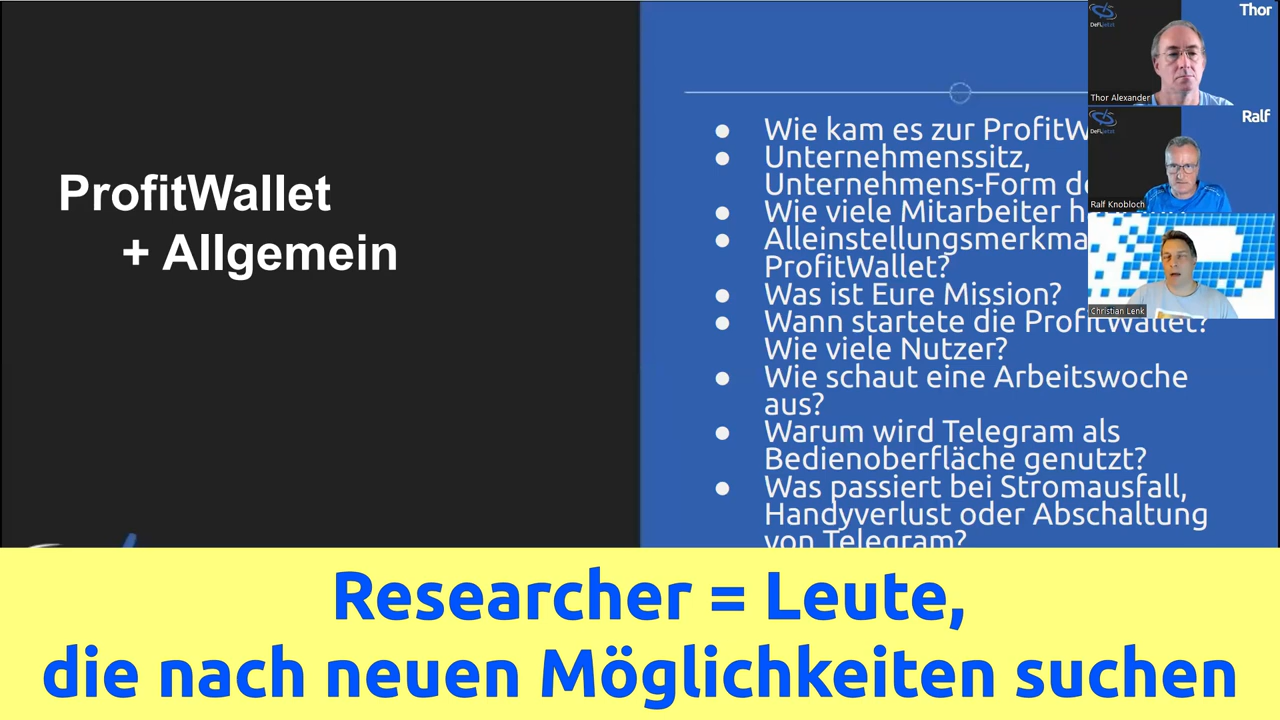 ProfitWallet
+ Allgemein
Wie kam es zur
Unternehmenssitz,
Unternehmens-Form
Wie viele Mitarbeiter
Alleinstellungsmerkma
ProfitWallet?
Was ist Eure Mission?
Wann startete die ProfitWallet?
Wie viele Nutzer?
Wie schaut eine Arbeitswoche
aus?
Warum wird Telegram als
Bedienoberfläche genutzt?
Was passiert bei Stromausfall,
Handyverlust oder Abschaltung
von Telegram?
Thor
Thor Alexander
Ralf
Ralf Knobloch
Christian Lenk
Researcher = Leute,
die nach neuen Möglichkeiten suchen